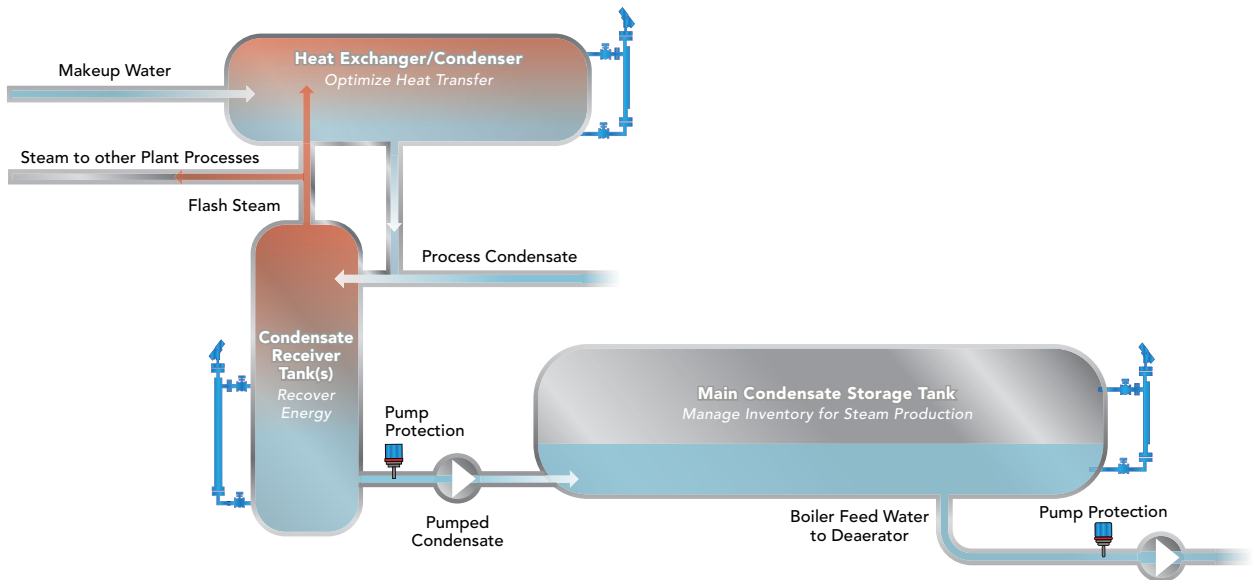 Heat Exchanger/Condenser
Optimize Heat Transfer
Makeup Water
Steam to other Plant Processes
Flash Steam
Process Condensate
Condensate
Receiver
Tank(s)
Recover
Energy
Main Condensate Storage Tank
Manage Inventory for Steam Production
Pump
Protection
Pumped
Condensate
Boiler Feed Water
to Deaerator
Pump Protection